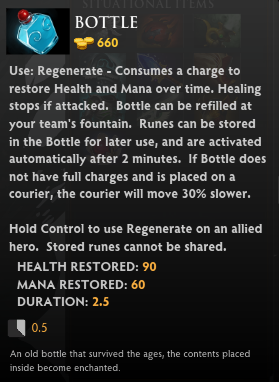 SITUATIONAL ITEMS
BOTTLE
660
Use: Regenerate - Consumes a charge to
restore Health and Mana over time. Healing
stops if attacked.  Bottle can be refilled at
your team's fountain.  Runes can be stored
in the Bottle for later use, and are activated
automatically after 2 minutes.  If Bottle does
not have full charges and is placed on a
courier, the courier will move 30% slower.
Hold Control to use Regenerate on an allied
hero.  Stored runes cannot be shared.
HEALTH RESTORED: 90
MANA RESTORED: 60
DURATION: 2.5
0.5
An old bottle that survived the ages, the contents placed
inside become enchanted.